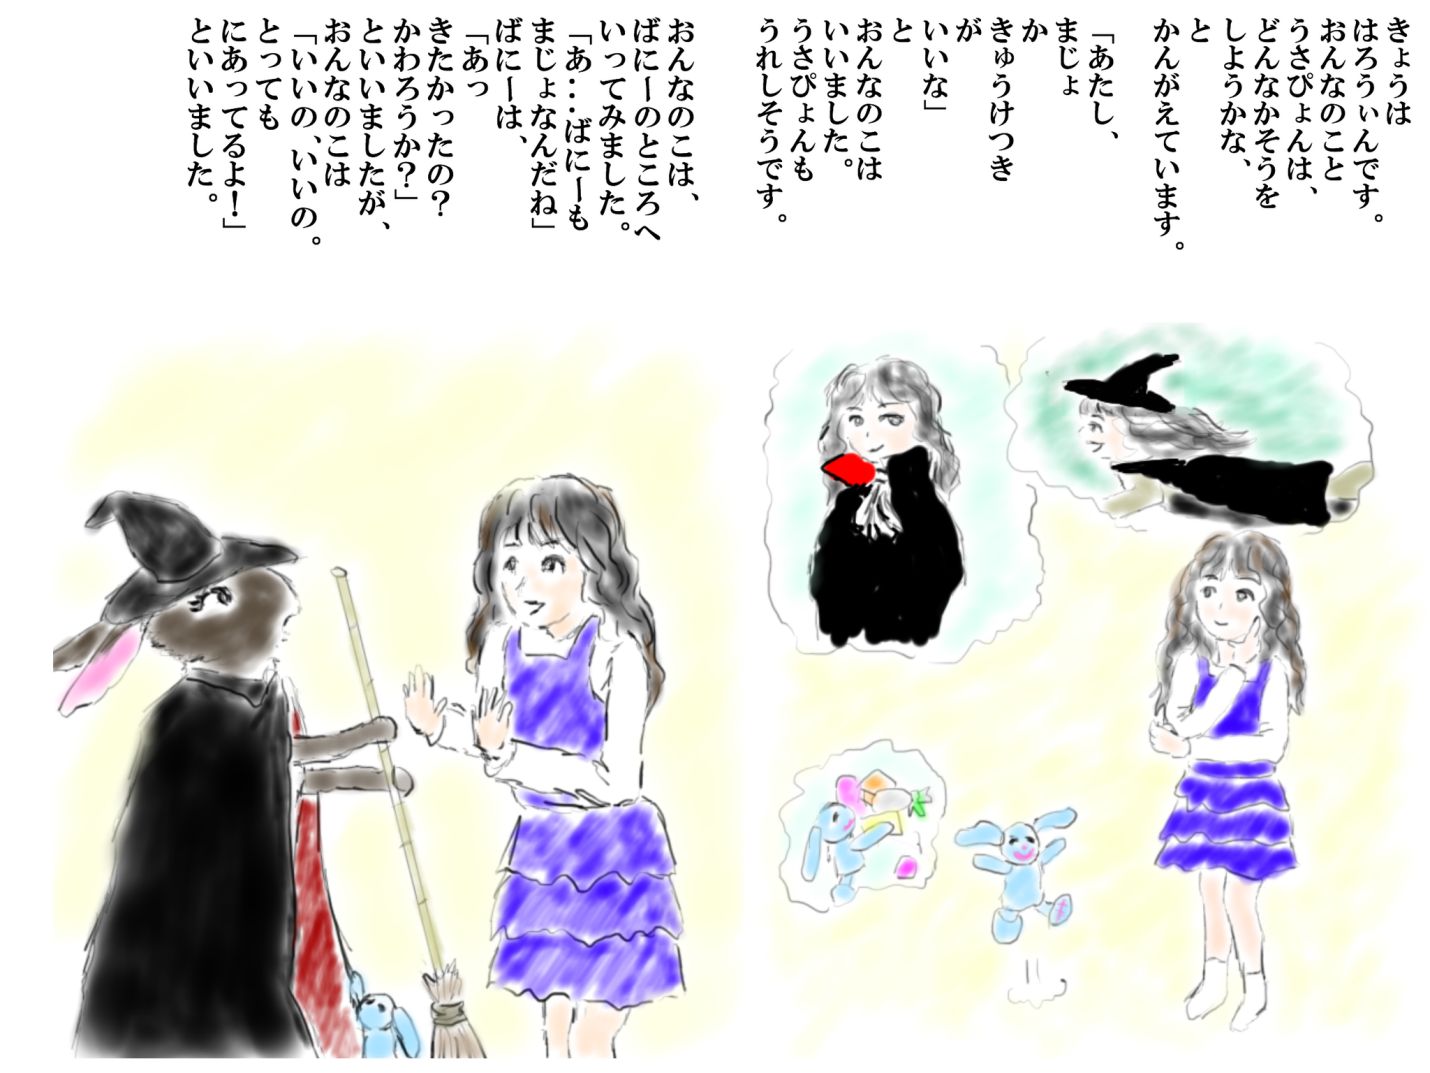 きょうは
はろうぃんです。
おんなのこと
うさぴょんは、
どんなかそうを
しようかな、
と
かんがえています。
「あたし、
まじょ
か
きゅうけつき
が
いいな」
と
おんなのこは
いいました。
うさぴょんも
うれしそうです。
おんなのこは、
ばに〜のところへ
いってみました。
「あ・・・ばに〜も
まじょなんだね」
ばに〜は、
「あっ
きたかったの？
かわろうか？」
といいましたが、
おんなのこは
「いいの、いいの。
とっても
にあってるよ！」
といいました。